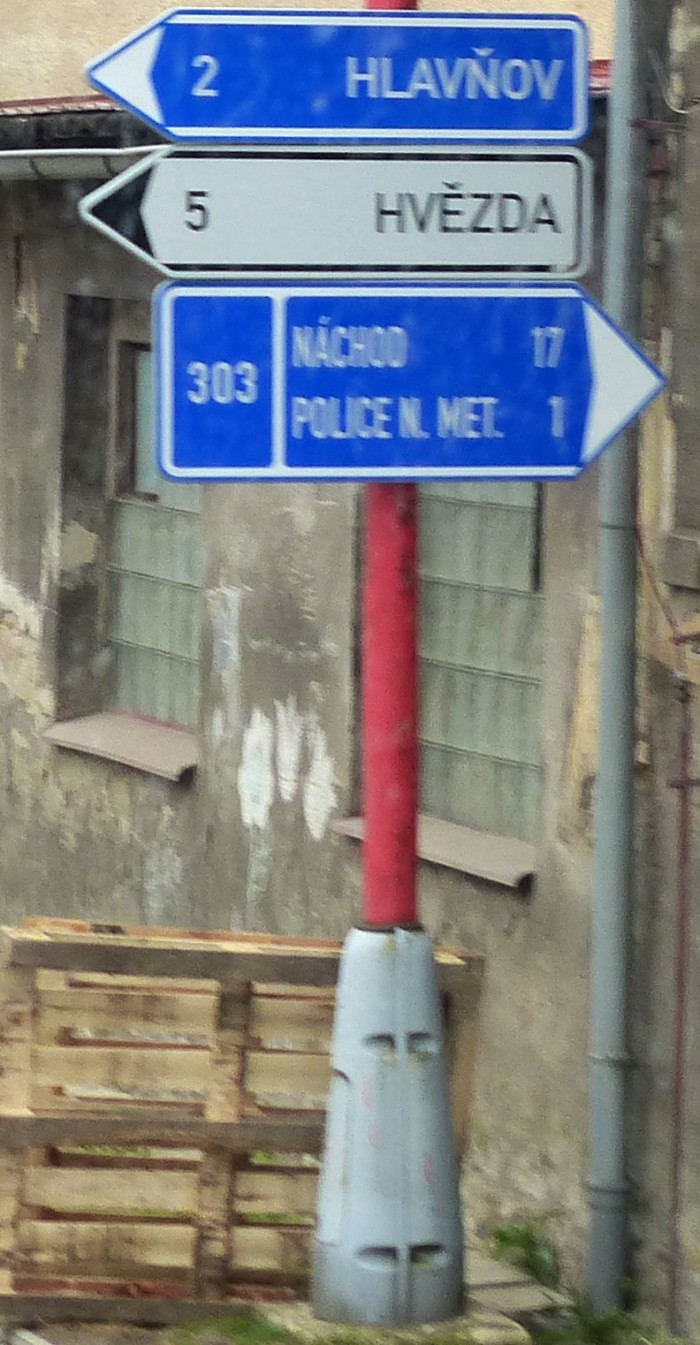 2 HLAVŇOV
5 HVĚZDA
303
NÁCHOD 17
POLICE N. MET. 1